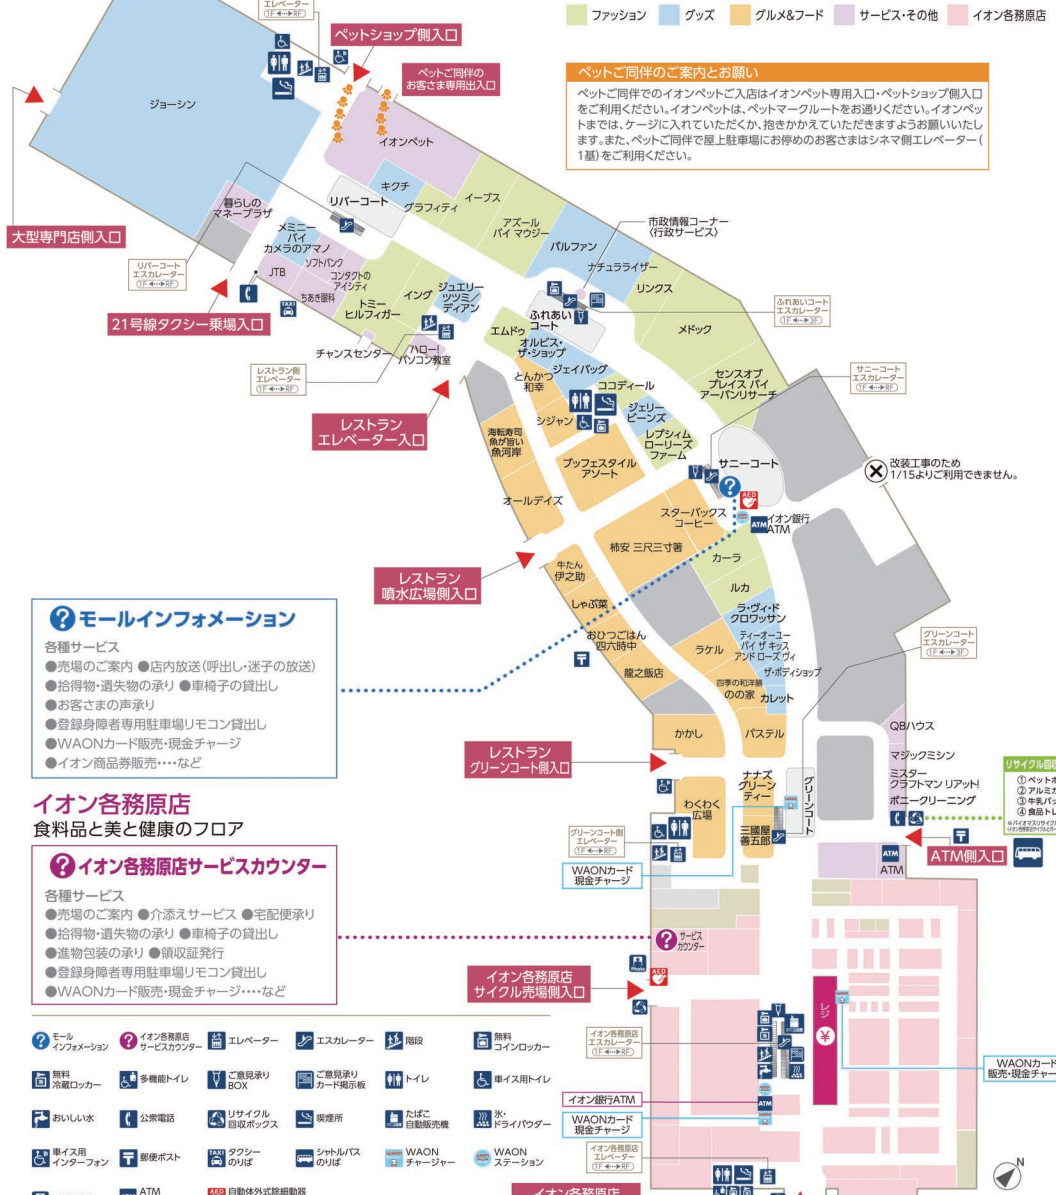 エレベーター
(1F◀…▶RF)
ファッション
グッズ
グルメ&フード
サービス・その他
イオン各務原店
ペットショップ側入口
ペットご同伴の
お客さま専用出入口
ペットご同伴のご案内とお願い
ペットご同伴でのイオンペットご入店はイオンペット専用入口・ペットショップ側入口
をご利用ください。イオンペットは、ペットマークルートをお通りください。イオンペッ
トまでは、ケージに入れていただくか、抱きかかえていただきますようお願いいたし
ます。また、ペットご同伴で屋上駐車場にお停めのお客さまはシネマ側エレベーター(
1基)をご利用ください。
ジョーシン
イオンペット
キクチ
リバーコート
グラフィティ
イーブス
アズール
バイ マウジー
暮らしの
マネープラザ
大型専門店側入口
メミニー
バイ
カメラのアマノ
ソフトバンク
JTB
コンタクトの
アイシティ
ちあき眼科
リバーコート
エスカレーター
(1F◀…▶RF)
市政情報コーナー
〈行政サービス〉
パルファン
ナチュラライザー
リンクス
イング
ジュエリー
ツツミ/
ディアン
トミー
ヒルフィガー
TAXI
21号線タクシー乗場入口
ふれあい
コート
ふれあいコート
エスカレーター
(1F◀…▶3F)
メドック
エムドゥ
オルビス・
ザ・ショップ
チャンスセンター
ハロー!
パソコン教室
レストラン側
エレベーター
(1F◀…▶RF)
とんかつ
和幸
ジェイバッグ
ココディール
センスオブ
プレイス バイ
アーバンリサーチ
サニーコート
エスカレーター
(1F◀…▶RF)
レストラン
エレベーター入口
シジャン
ジェリー
ビーンズ
海転寿司
魚が旨い
魚河岸
レプシィム
ローリーズ
ファーム
ブッフェスタイル
アソート
サニーコート
改装工事のため
1/15よりご利用できません。
オールデイズ
AED
スターバックス
コーヒー
ATM
イオン銀行
ATM
柿安 三尺三寸箸
カーラ
牛たん
伊之助
レストラン
噴水広場側入口
ルカ
しゃぶ菜
ラ・ヴィ・ド
クロワッサン
モールインフォメーション
各種サービス
●売場のご案内 ●店内放送(呼出し・迷子の放送)
●拾得物・遺失物の承り ●車椅子の貸出し
●お客さまの声承り
●登録身障者専用駐車場リモコン貸出し
●WAONカード販売・現金チャージ
●イオン商品券販売‥‥など
おひつごはん
四六時中
ラケル
ティーオーユー
バイ ザ キッス
アンド ローズ ヴィ
グリーンコート
エスカレーター
(1F◀…▶3F)
龍之飯店
ザ・ボディショップ
四季の和洋膳
のの家
カレット
かかし
パステル
QBハウス
マジックミシン
ミスター
クラフトマン リアット!
ポニークリーニング
レストラン
グリーンコート側入口
ナナズ
グリーン
ティー
グリーンコート
わくわく
広場
三國屋
善五郎
リサイクル回収
①ペットボ
②アルミカ
③牛乳パッ
④食品トレ
ATM側入口
ATM
ATM
グリーンコート側
エレベーター
(1F◀…▶RF)
WAONカード
現金チャージ
イオン各務原店
食料品と美と健康のフロア
イオン各務原店サービスカウンター
各種サービス
●売場のご案内 ●介添えサービス ●宅配便承り
●拾得物・遺失物の承り ●車椅子の貸出し
●進物包装の承り ●領収証発行
●登録身障者専用駐車場リモコン貸出し
●WAONカード販売・現金チャージ‥‥など
サービス
カウンター
Photo
AED
イオン各務原店
サイクル売場側入口
レジ
イオン各務原店
エスカレーター
(1F◀…▶RF)
WAONカード
販売・現金チャー
イオン銀行ATM
ATM
WAONカード
現金チャージ
イオン各務原店
エレベーター
(1F◀…▶RF)
イオン各務原店
モール
インフォメーション
イオン各務原店
サービスカウンター
エレベーター
エスカレーター
階段
無料
コインロッカー
無料
冷蔵ロッカー
多機能トイレ
ご意見承り
BOX
ご意見承り
カード掲示板
トイレ
車イス用トイレ
おいしい水
公衆電話
リサイクル
回収ボックス
喫煙所
たばこ
自動販売機
氷・
ドライパウダー
車イス用
インターフォン
郵便ポスト
TAXI
タクシー
のりば
シャトルバス
のりば
WAON
チャージャー
WAON
ステーション
ATM
ATM
AED
自動体外式除細動器
N